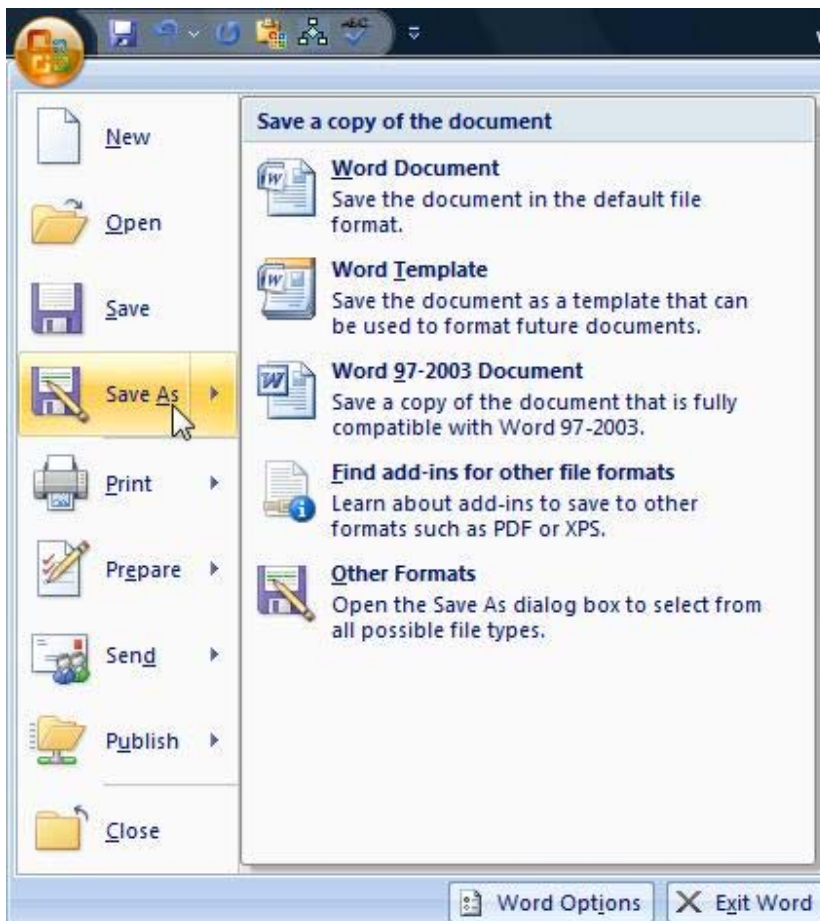 New
Open
Save
Save As
Print
Prepare
Send
Publish
Close
Save a copy of the document
Word Document
Save the document in the default file
format.
Word Template
Save the document as a template that can
be used to format future documents.
Word 97-2003 Document
Save a copy of the document that is fully
compatible with Word 97-2003.
Find add-ins for other file formats
Learn about add-ins to save to other
formats such as PDF or XPS.
Other Formats
Open the Save As dialog box to select from
all possible file types.
Word Options
Exit Word